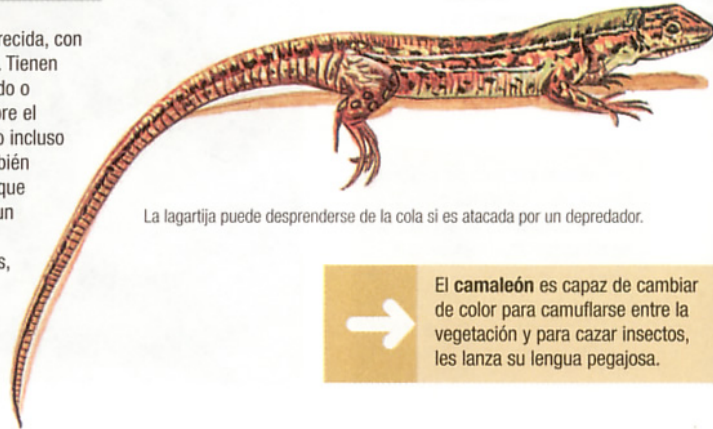 recida, con
. Tienen
do o
re el
o incluso
bién
que
un
s,
La lagartija puede desprenderse de la cola si es atacada por un depredador.
El camaleón es capaz de cambiar
de color para camuflarse entre la
vegetación y para cazar insectos,
les lanza su lengua pegajosa.